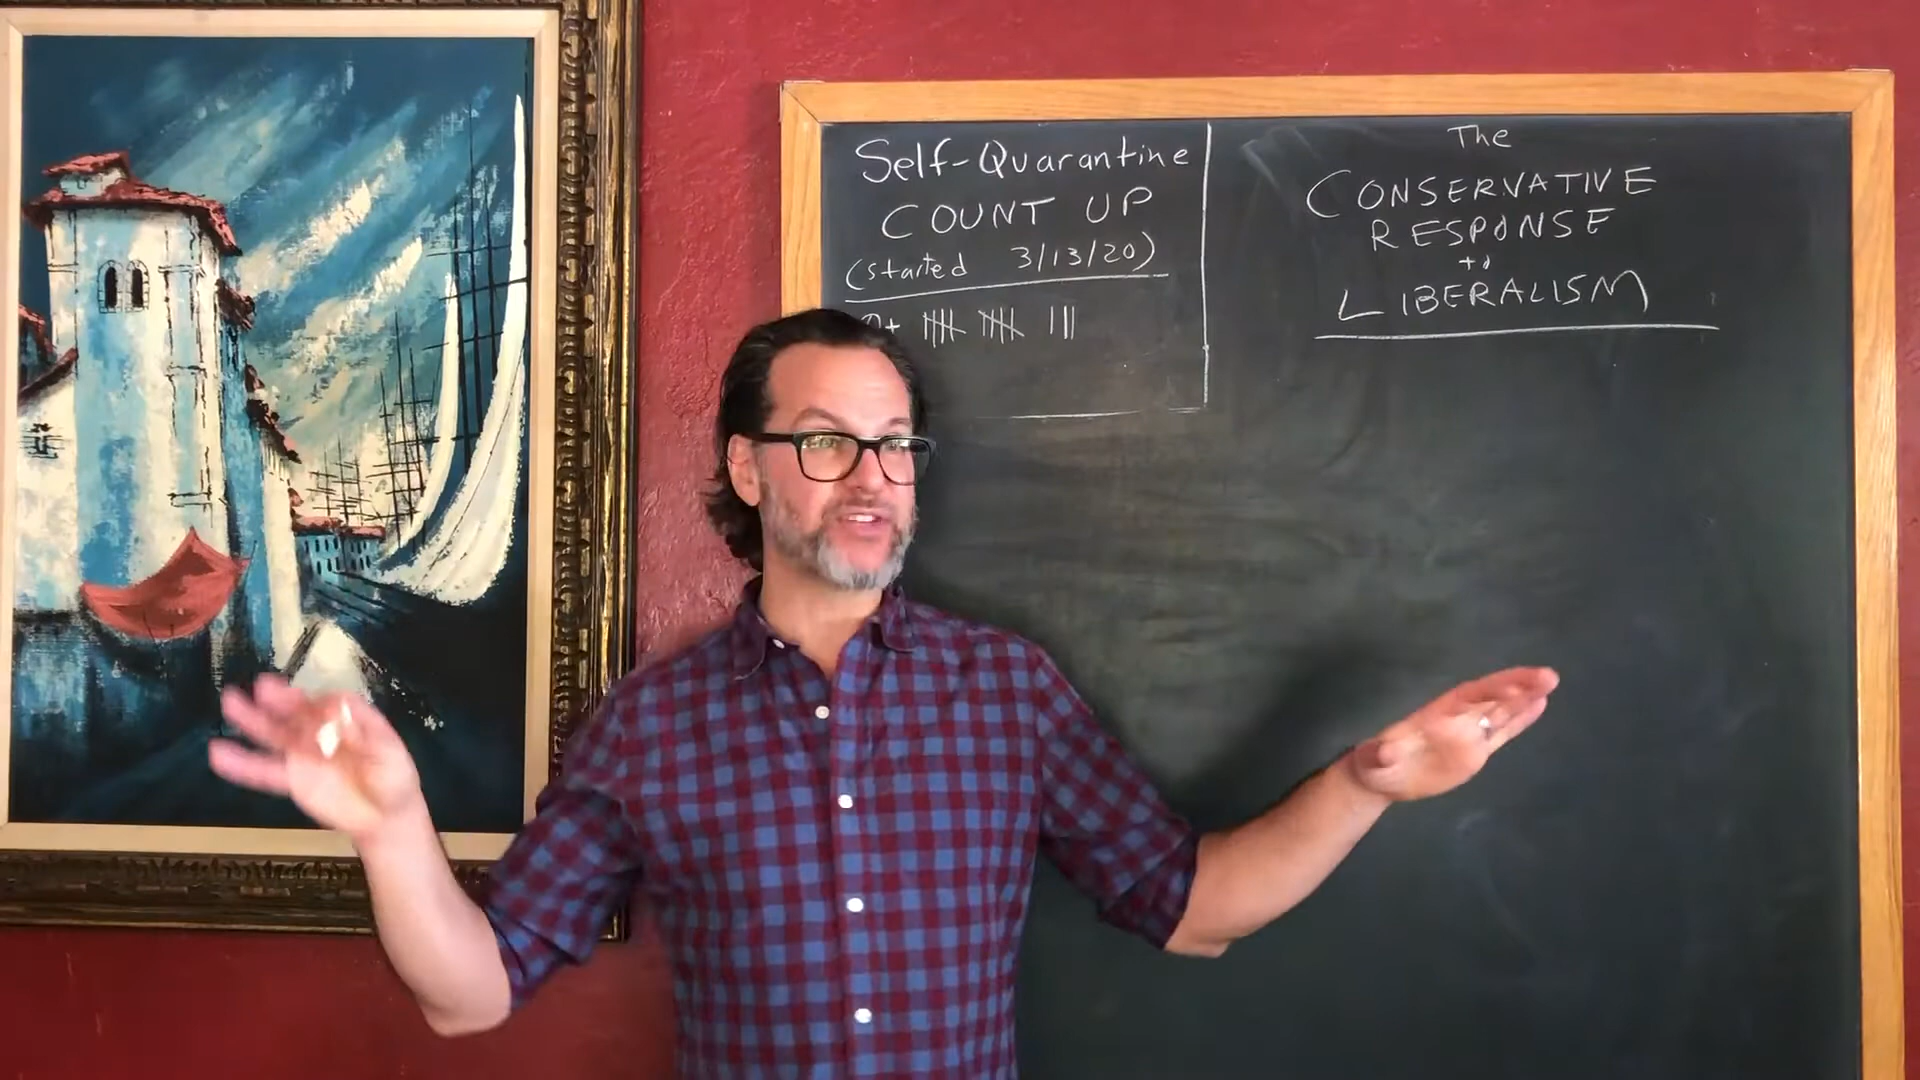 Self-Quarantine
COUNT UP
(started 3/13/20)
The
CONSERVATIVE
RESPONSE
to
LIBERALISM